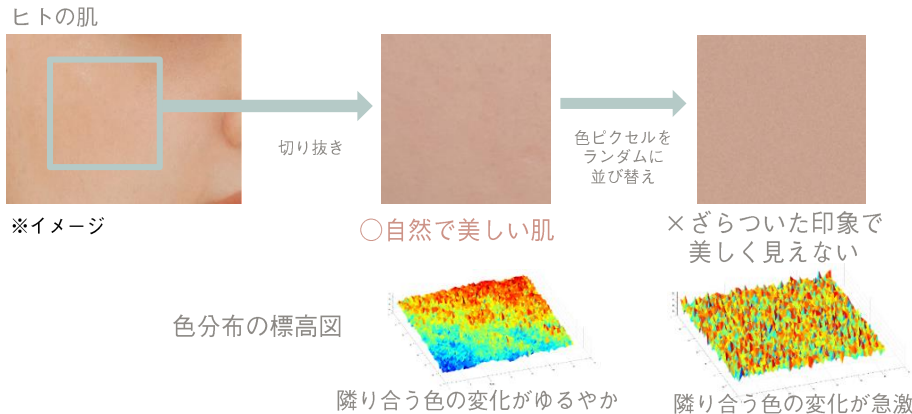 ヒトの肌
切り抜き
色ピクセルを
ランダムに
並び替え
※イメージ
○自然で美しい肌
×ざらついた印象で
美しく見えない
色分布の標高図
隣り合う色の変化がゆるやか
隣り合う色の変化が急激